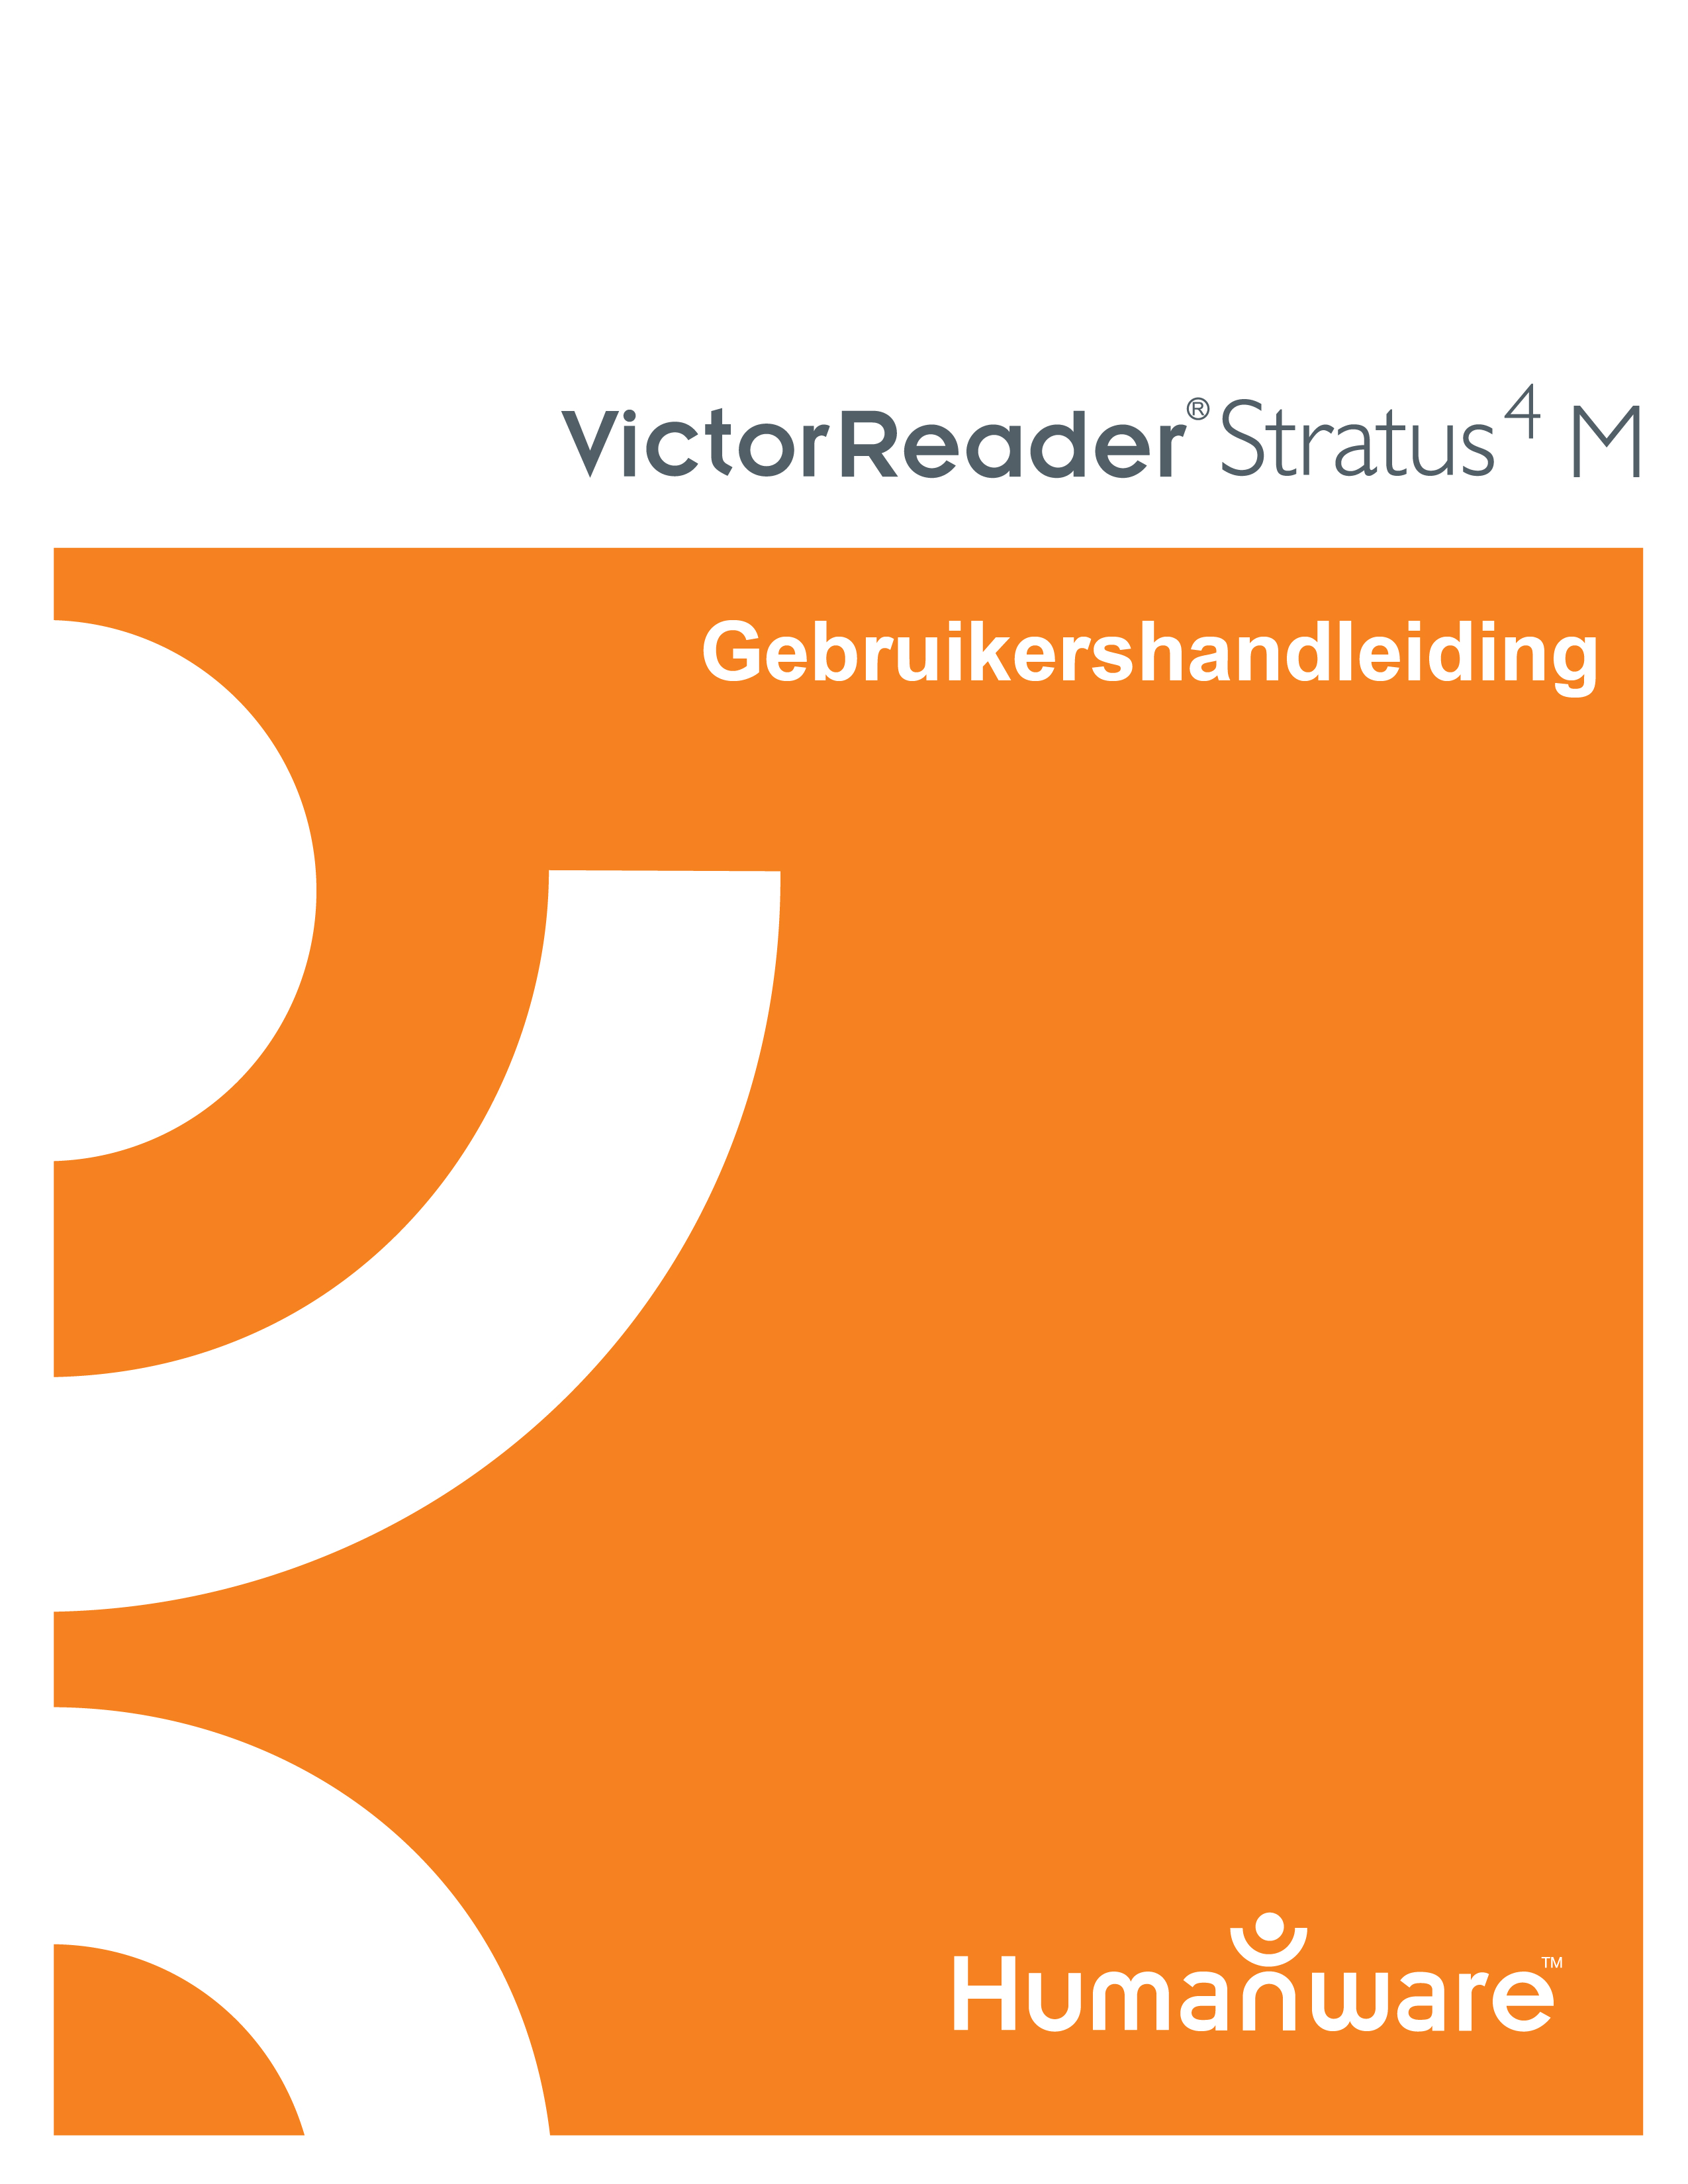 VictorReader® Stratus⁴ M
Gebruikershandleiding
Humanware™